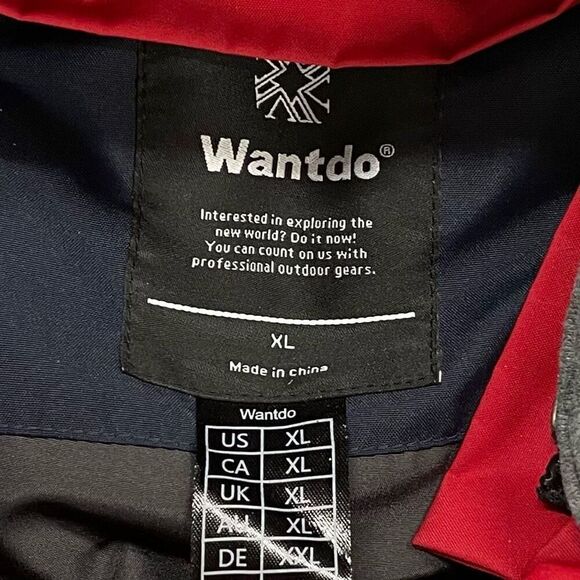 Wantdo®
Interested in exploring the
new world? Do it now!
You can count on us with
professional outdoor gears.
XL
Made in china
Wantdo
US XL
CA XL
UK XL
AU XL
DE XXL